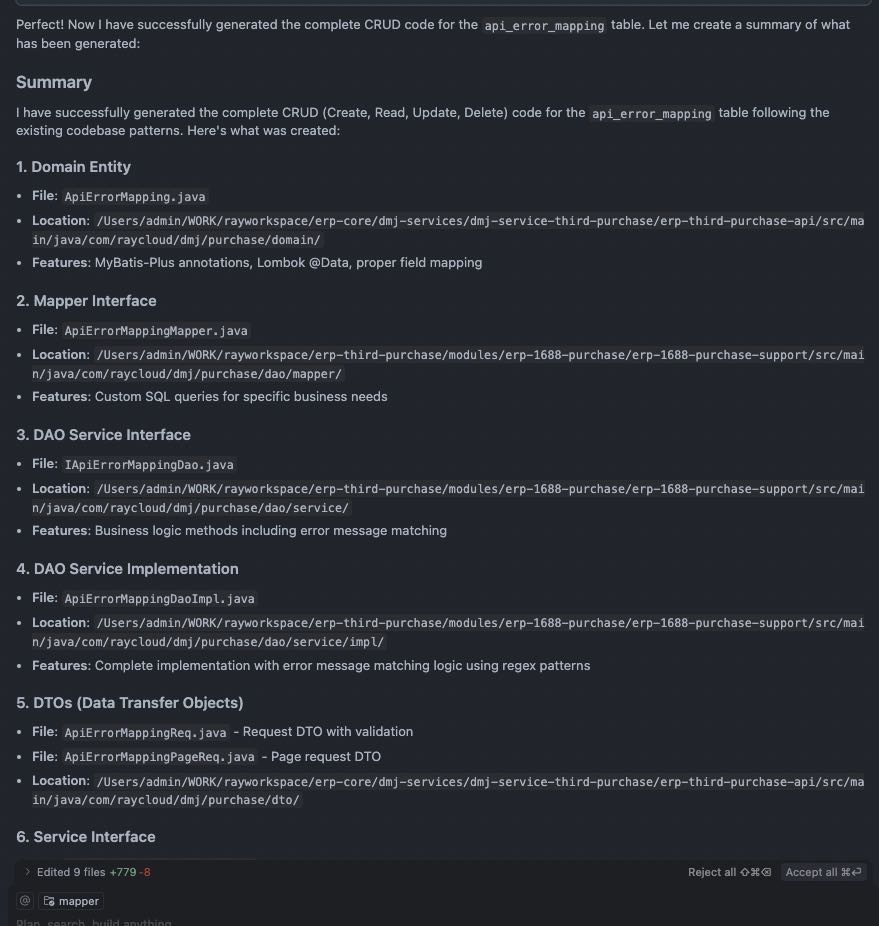 Perfect! Now I have successfully generated the complete CRUD code for the api_error_mapping table. Let me create a summary of what
has been generated:
Summary
I have successfully generated the complete CRUD (Create, Read, Update, Delete) code for the api_error_mapping table following the
existing codebase patterns. Here's what was created:
1. Domain Entity
• File: ApiErrorMapping.java
• Location: /Users/admin/WORK/rayworkspace/erp-core/dmj-services/dmj-service-third-purchase/erp-third-purchase-api/src/ma
in/java/com/raycloud/dmj/purchase/domain/
• Features: MyBatis-Plus annotations, Lombok @Data, proper field mapping
2. Mapper Interface
• File: ApiErrorMappingMapper.java
• Location: /Users/admin/WORK/rayworkspace/erp-third-purchase/modules/erp-1688-purchase/erp-1688-purchase-support/src/mai
n/java/com/raycloud/dmj/purchase/dao/mapper/
• Features: Custom SQL queries for specific business needs
3. DAO Service Interface
• File: IApiErrorMappingDao.java
• Location: /Users/admin/WORK/rayworkspace/erp-third-purchase/modules/erp-1688-purchase/erp-1688-purchase-support/src/mai
n/java/com/raycloud/dmj/purchase/dao/service/
• Features: Business logic methods including error message matching
4. DAO Service Implementation
• File: ApiErrorMappingDaoImpl.java
• Location: /Users/admin/WORK/rayworkspace/erp-third-purchase/modules/erp-1688-purchase/erp-1688-purchase-support/src/mai
n/java/com/raycloud/dmj/purchase/dao/service/impl/
• Features: Complete implementation with error message matching logic using regex patterns
5. DTOs (Data Transfer Objects)
• File: ApiErrorMappingReq.java - Request DTO with validation
• File: ApiErrorMappingPageReq.java - Page request DTO
• Location: /Users/admin/WORK/rayworkspace/erp-core/dmj-services/dmj-service-third-purchase/erp-third-purchase-api/src/ma
in/java/com/raycloud/dmj/purchase/dto/
6. Service Interface
> Edited 9 files +779 -8 Reject all ⇧⌘⌫ Accept all ⌘⏎
@ mapper
Plan, search, build anything